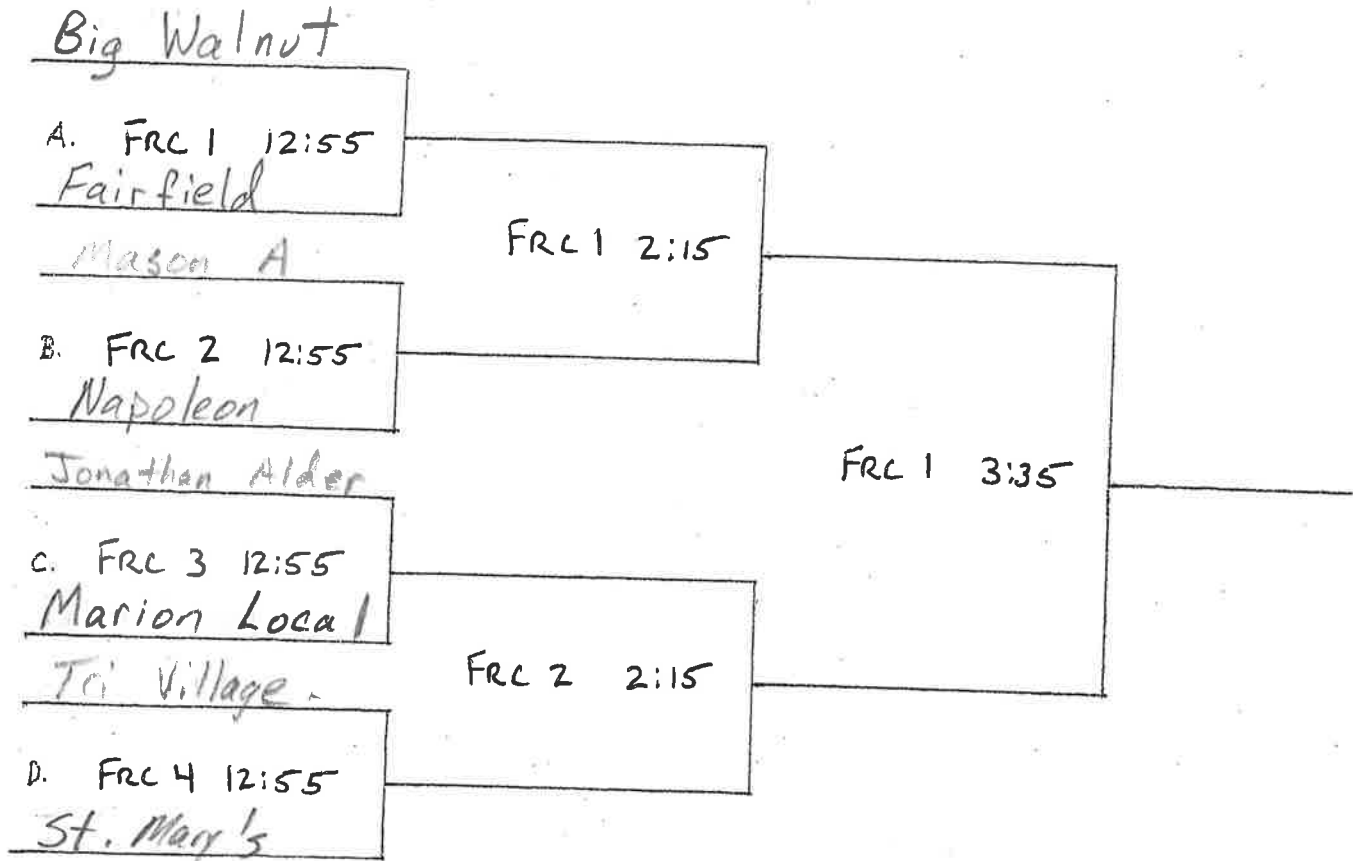 Big Walnut
A. FRC 1 12:55
Fairfield
Mason A
FRC 1 2:15
B. FRC 2 12:55
Napoleon
Jonathan Alder
FRC 1 3:35
C. FRC 3 12:55
Marion Local
Tri Village
FRC 2 2:15
D. FRC 4 12:55
St. Mary's